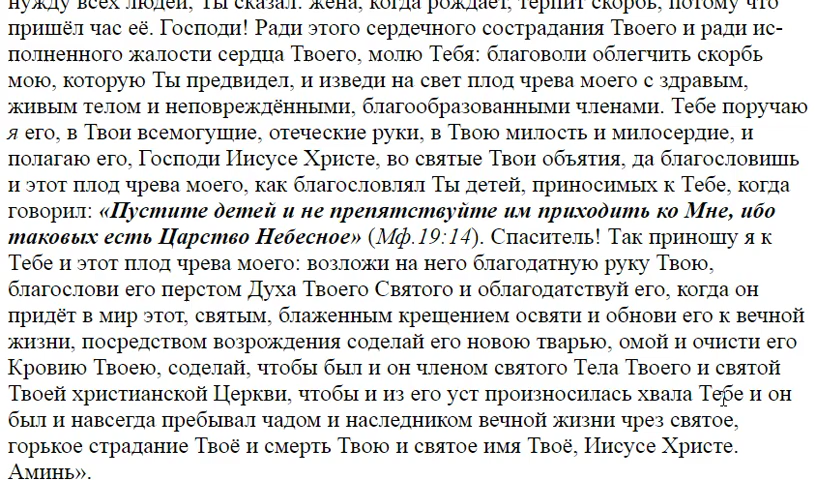 нужду всех людей, Ты сказал: жена, когда рождает, терпит скорбь, потому что
пришёл час её. Господи! Ради этого сердечного сострадания Твоего и ради ис-
полненного жалости сердца Твоего, молю Тебя: благоволи облегчить скорбь
мою, которую Ты предвидел, и изведи на свет плод чрева моего с здравым,
живым телом и неповреждёнными, благообразованными членами. Тебе поручаю
я его, в Твои всемогущие, отеческие руки, в Твою милость и милосердие, и
полагаю его, Господи Иисусе Христе, во святые Твои объятия, да благословишь
и этот плод чрева моего, как благословлял Ты детей, приносимых к Тебе, когда
говорил: «Пустите детей и не препятствуйте им приходить ко Мне, ибо
таковых есть Царство Небесное» (Мф.19:14). Спаситель! Так приношу я к
Тебе и этот плод чрева моего: возложи на него благодатную руку Твою,
благослови его перстом Духа Твоего Святого и облагодатствуй его, когда он
придёт в мир этот, святым, блаженным крещением освяти и обнови его к вечной
жизни, посредством возрождения соделай его новою тварью, омой и очисти его
Кровию Твоею, соделай, чтобы был и он членом святого Тела Твоего и святой
Твоей христианской Церкви, чтобы и из его уст произносилась хвала Тебе и он
был и навсегда пребывал чадом и наследником вечной жизни чрез святое,
горькое страдание Твоё и смерть Твою и святое имя Твоё, Иисусе Христе.
Аминь».